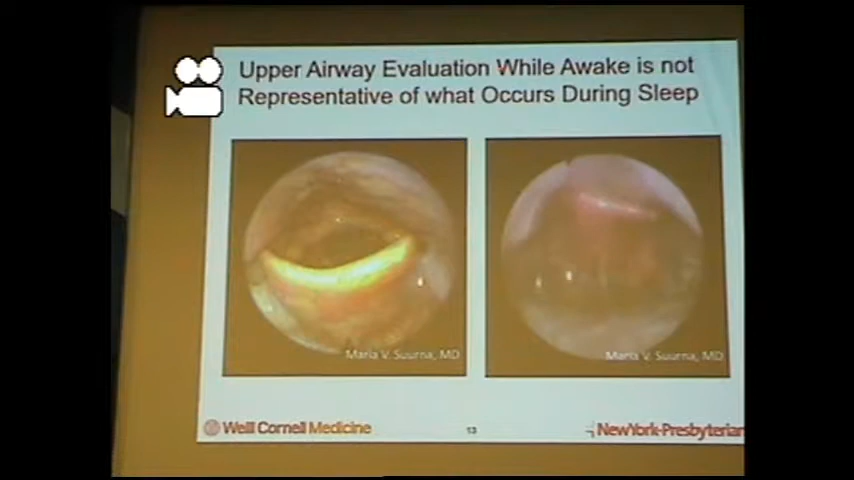 Upper Airway Evaluation While Awake is not
Representative of what Occurs During Sleep
Maria V. Suurna, MD
Maria V. Suurna, MD
Weill Cornell Medicine
13
NewYork-Presbyterian